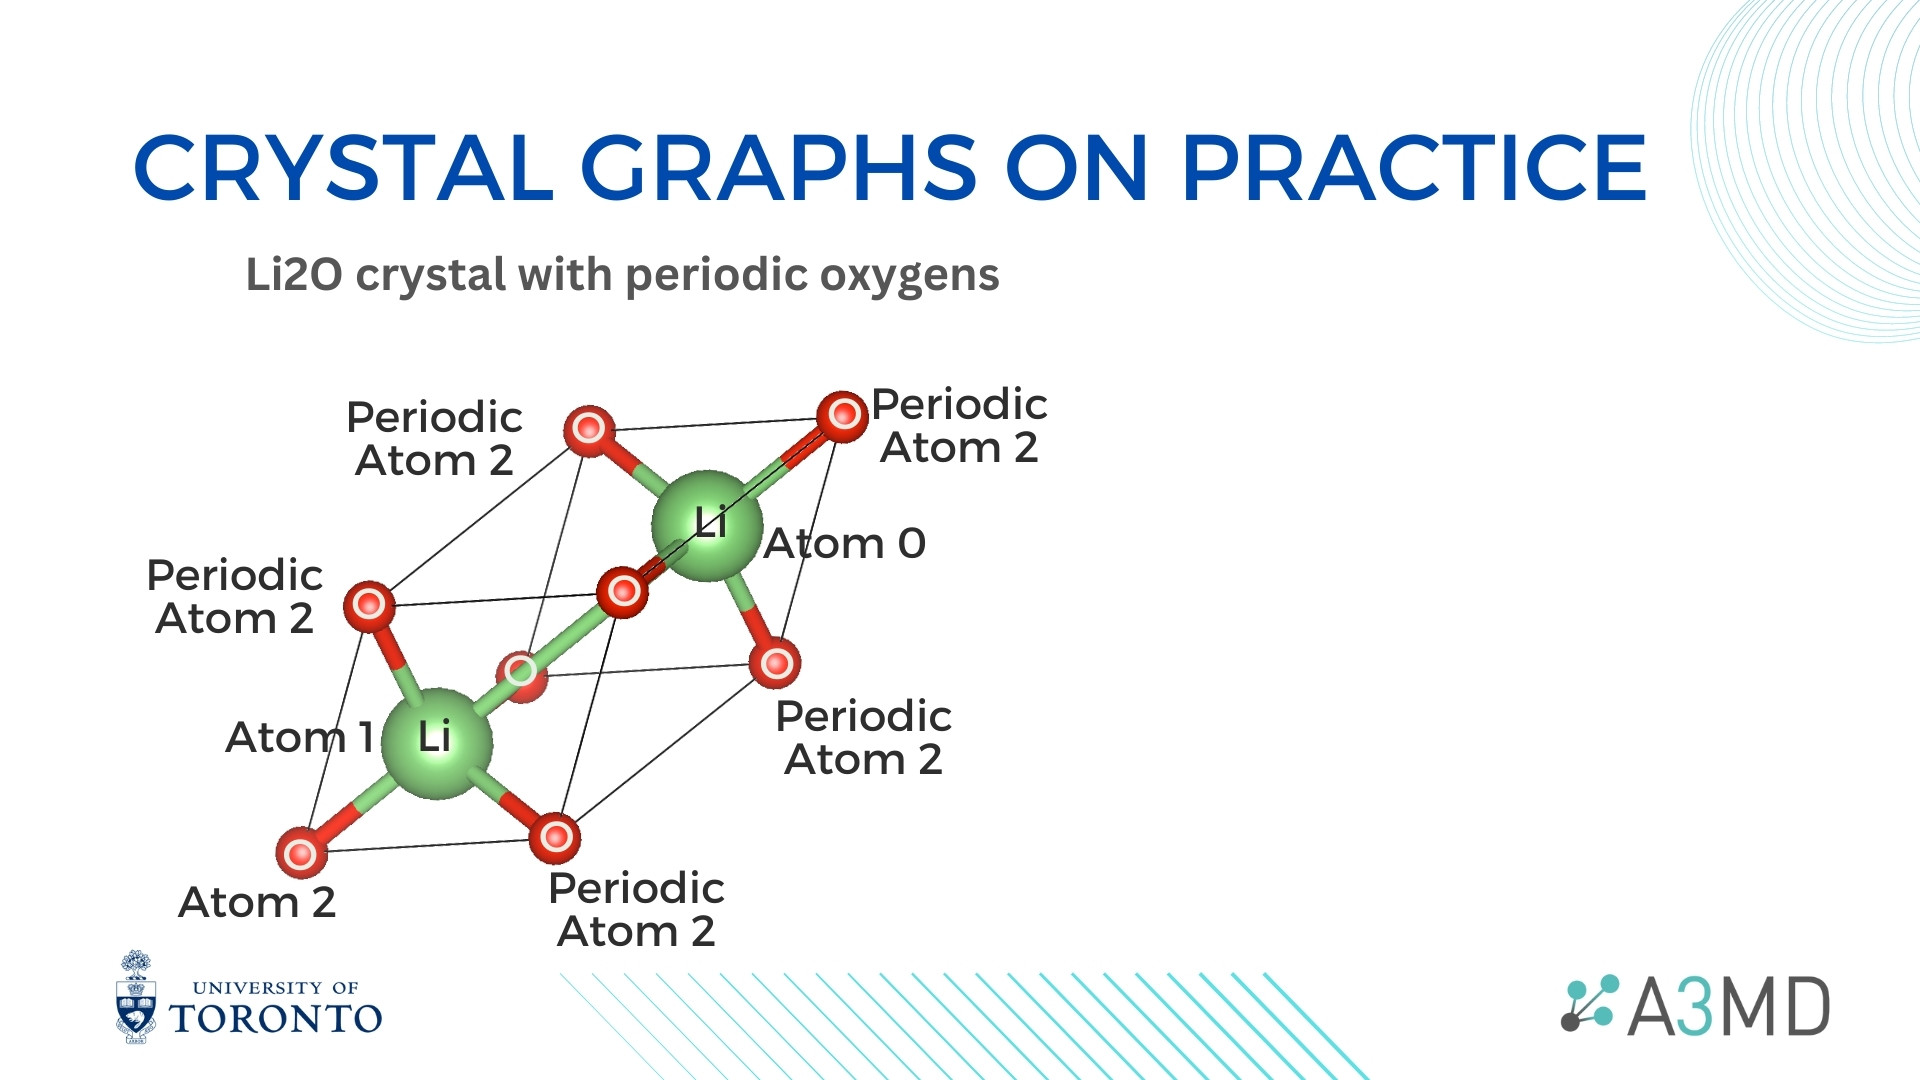 CRYSTAL GRAPHS ON PRACTICE
Li2O crystal with periodic oxygens
Periodic
Atom 2
Periodic
Atom 2
Li
Atom 0
Periodic
Atom 2
Periodic
Atom 2
Atom 1
Li
Atom 2
Periodic
Atom 2
UNIVERSITY OF
TORONTO
A3MD